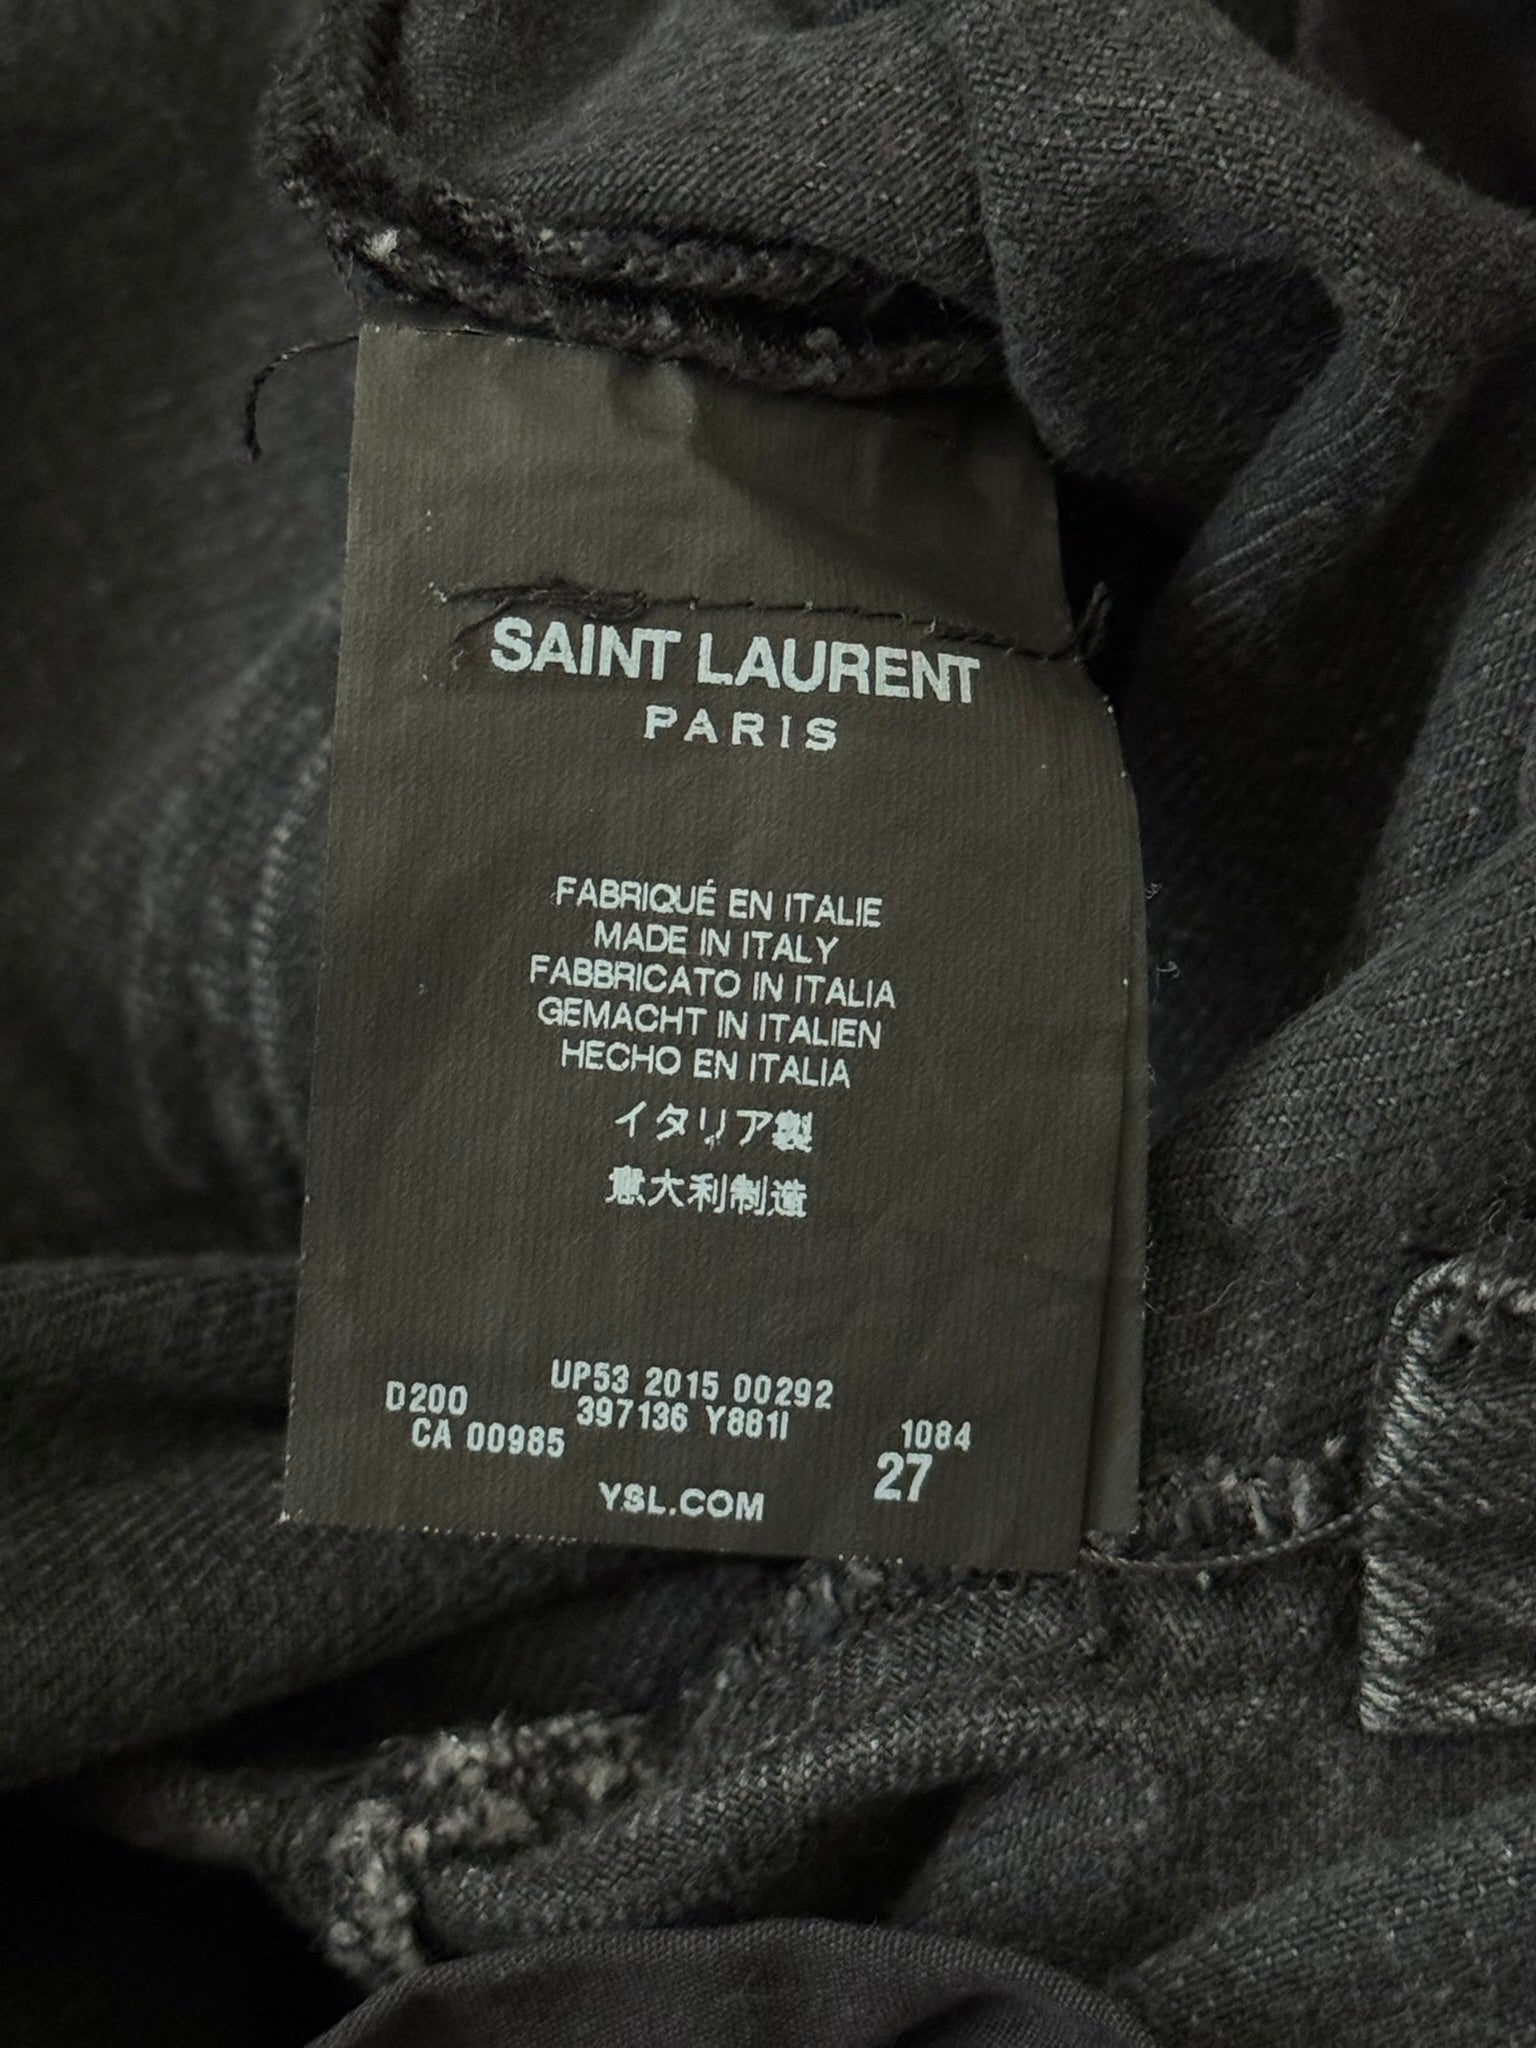 SAINT LAURENT
PARIS
FABRIQUÉ EN ITALIE
MADE IN ITALY
FABBRICATO IN ITALIA
GEMACHT IN ITALIEN
HECHO EN ITALIA
イタリア製
意大利制造
UP53 2015 00292
D200 397136 Y881I 1084
CA 00985 27
YSL.COM